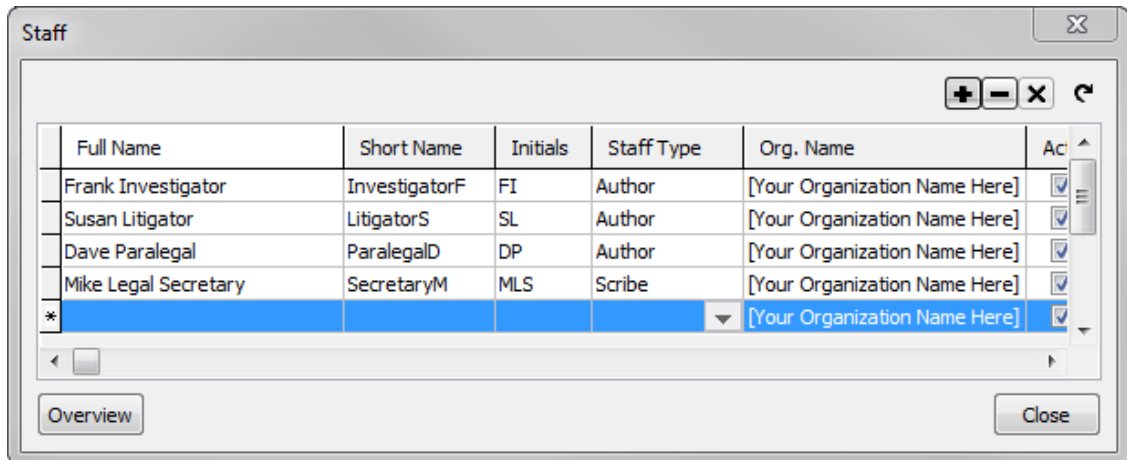 Staff
Full Name Short Name Initials Staff Type Org. Name Act
Frank Investigator InvestigatorF FI Author [Your Organization Name Here]
Susan Litigator LitigatorS SL Author [Your Organization Name Here]
Dave Paralegal ParalegalD DP Author [Your Organization Name Here]
Mike Legal Secretary SecretaryM MLS Scribe [Your Organization Name Here]
* [Your Organization Name Here]
Overview Close